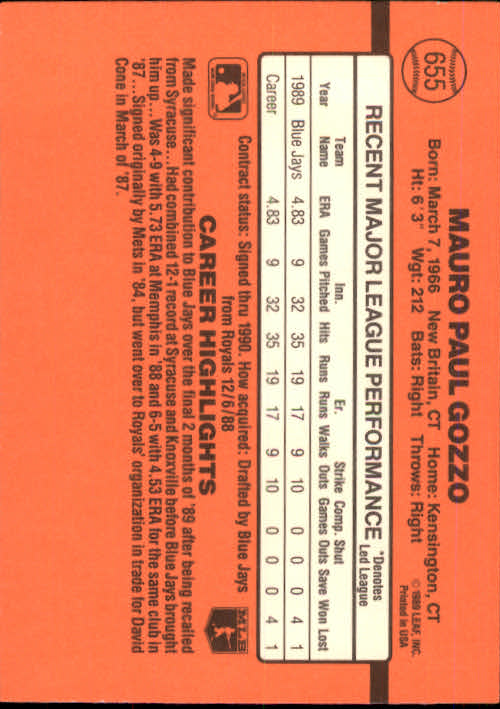 655
MAURO PAUL GOZZO
Born: March 7, 1966 New Britain, CT Home: Kensington, CT
Ht: 6'3" Wgt: 212 Bats: Right Throws: Right
© 1989 LEAF, INC.
Printed in USA
RECENT MAJOR LEAGUE PERFORMANCE *Denotes Led League
Team Inn. Er. Strike Comp. Shut
Year Name ERA Games Pitched Hits Runs Runs Walks Outs Games Outs Save Won Lost
1989 Blue Jays 4.83 9 32 35 19 17 9 10 0 0 0 4 1
Career 4.83 9 32 35 19 17 9 10 0 0 0 4 1
Contract status: Signed thru 1990. How acquired: Drafted by Blue Jays
from Royals 12/6/88
CAREER HIGHLIGHTS
MLB
Made significant contribution to Blue Jays over the final 2 months of '89 after being recalled
from Syracuse...Had combined 12-1 record at Syracuse and Knoxville before Blue Jays brought
him up...Was 4-9 with 5.73 ERA at Memphis in '88 and 6-5 with 4.53 ERA for the same club in
'87...Signed originally by Mets in '84, but went over to Royals' organization in trade for David
Cone in March of '87.